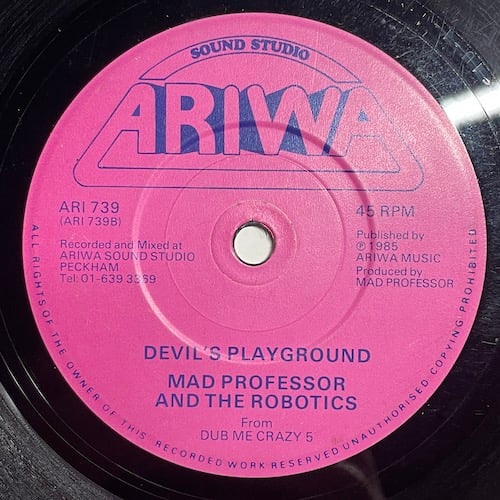 SOUND STUDIO
ARIWA
ARI 739
(ARI 739B)
Recorded and Mixed at
ARIWA SOUND STUDIO
PECKHAM
Tel: 01-639 3369
45 RPM
Published by
℗ 1985
ARIWA MUSIC
Produced by
MAD PROFESSOR
DEVIL'S PLAYGROUND
MAD PROFESSOR
AND THE ROBOTICS
From
DUB ME CRAZY 5
ALL RIGHTS OF THE OWNER OF THIS RECORDED WORK RESERVED UNAUTHORISED COPYING PROHIBITED